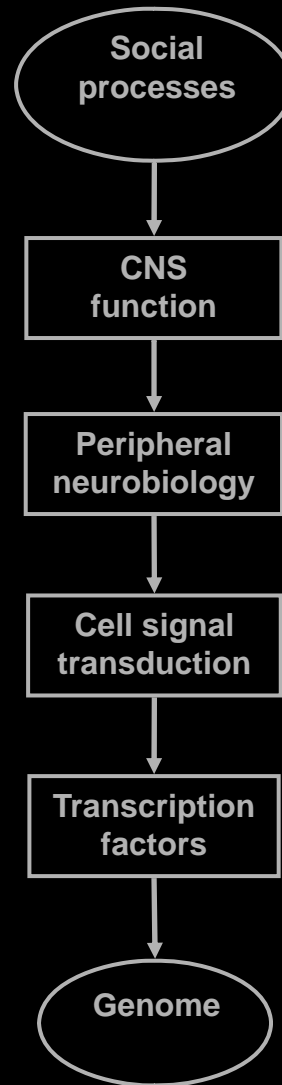 Social
processes
CNS
function
Peripheral
neurobiology
Cell signal
transduction
Transcription
factors
Genome